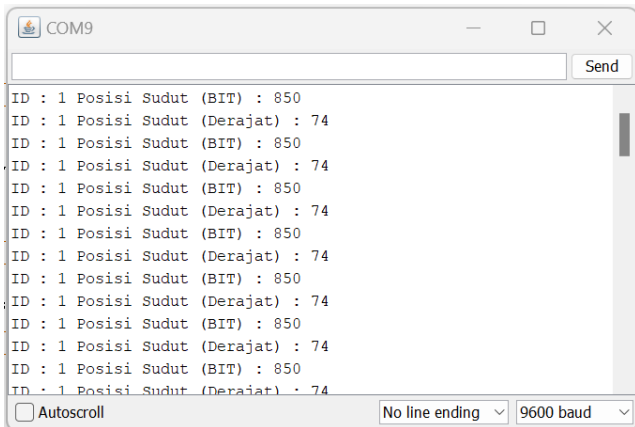 COM9
Send
ID : 1 Posisi Sudut (BIT) : 850
ID : 1 Posisi Sudut (Derajat) : 74
ID : 1 Posisi Sudut (BIT) : 850
ID : 1 Posisi Sudut (Derajat) : 74
ID : 1 Posisi Sudut (BIT) : 850
ID : 1 Posisi Sudut (Derajat) : 74
ID : 1 Posisi Sudut (BIT) : 850
ID : 1 Posisi Sudut (Derajat) : 74
ID : 1 Posisi Sudut (BIT) : 850
ID : 1 Posisi Sudut (Derajat) : 74
ID : 1 Posisi Sudut (BIT) : 850
ID : 1 Posisi Sudut (Derajat) : 74
ID : 1 Posisi Sudut (BIT) : 850
ID : 1 Posisi Sudut (Derajat) : 74
Autoscroll No line ending 9600 baud